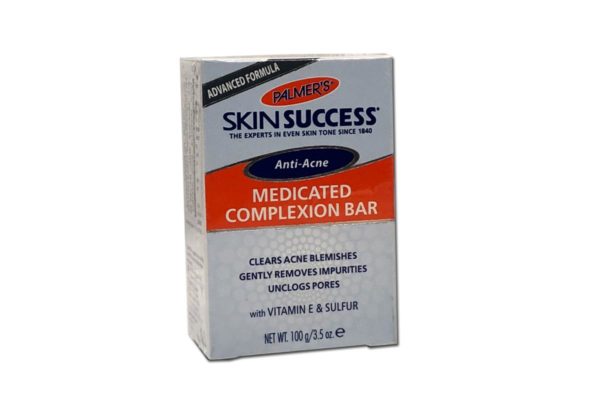 ADVANCED FORMULA
PALMER'S®
SKIN SUCCESS®
THE EXPERTS IN EVEN SKIN TONE SINCE 1840
Anti-Acne
MEDICATED
COMPLEXION BAR
CLEARS ACNE BLEMISHES
GENTLY REMOVES IMPURITIES
UNCLOGS PORES
with VITAMIN E & SULFUR
NET WT. 100 g/3.5 oz. ℮